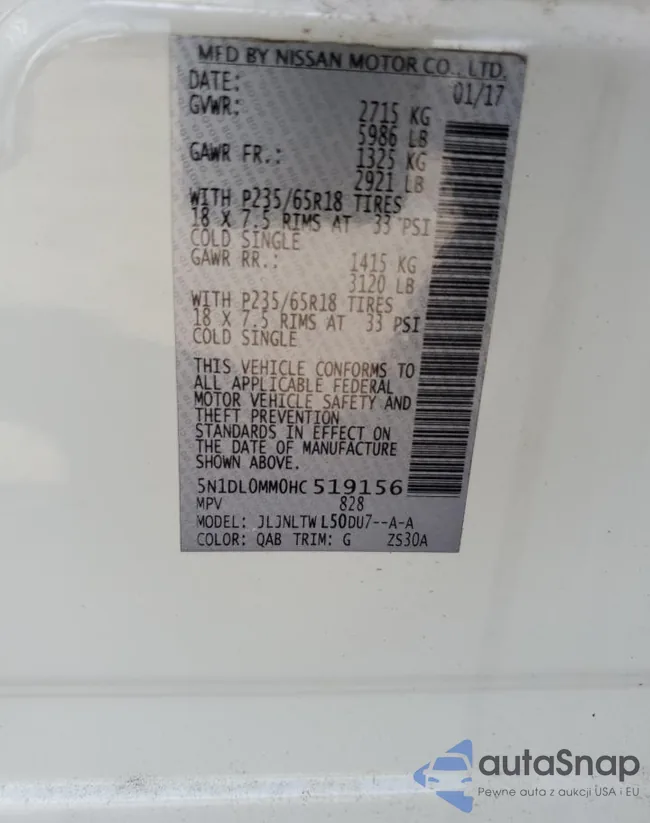 MFD BY NISSAN MOTOR CO., LTD.
DATE: 01/17
GVWR: 2715 KG
5986 LB
GAWR FR.: 1325 KG
2921 LB
WITH P235/65R18 TIRES
18 X 7.5 RIMS AT 33 PSI
COLD SINGLE
GAWR RR.: 1415 KG
3120 LB
WITH P235/65R18 TIRES
18 X 7.5 RIMS AT 33 PSI
COLD SINGLE
THIS VEHICLE CONFORMS TO
ALL APPLICABLE FEDERAL
MOTOR VEHICLE SAFETY AND
THEFT PREVENTION
STANDARDS IN EFFECT ON
THE DATE OF MANUFACTURE
SHOWN ABOVE.
5N1DL0MM0HC 519156
MPV 828
MODEL: JLJNLTW L50DU7--A-A
COLOR: QAB TRIM: G ZS30A
autaSnap
Pewne auta z aukcji USA i EU